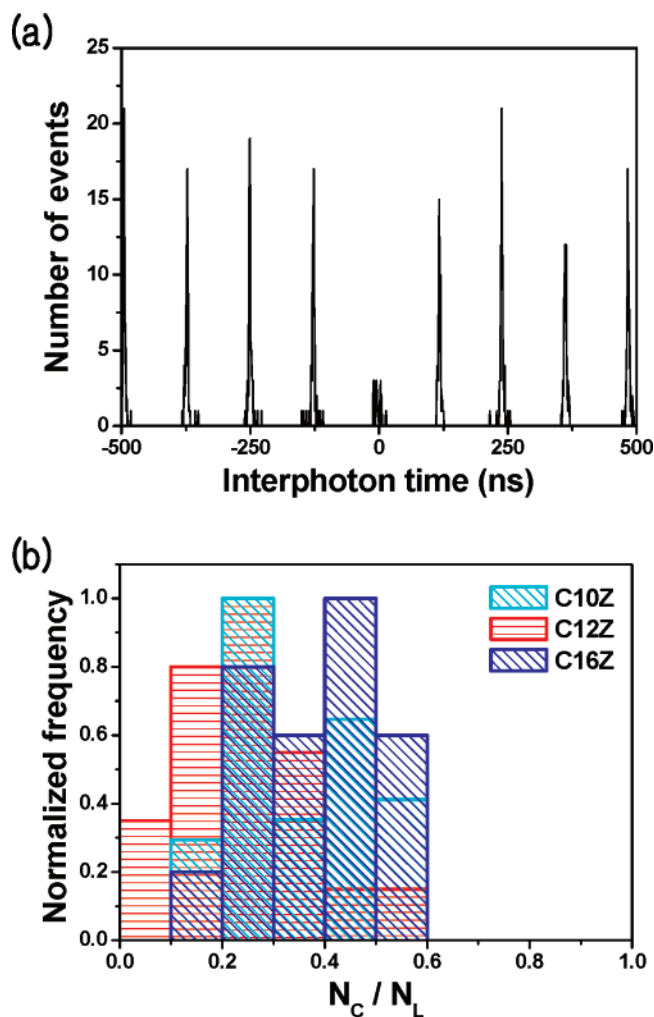 (a)
25
20
15
10
5
0
Number of events
-500 -250 0 250 500
Interphoton time (ns)
(b)
1.0
0.8
0.6
0.4
0.2
0.0
Normalized frequency
C10Z
C12Z
C16Z
0.0 0.2 0.4 0.6 0.8 1.0
N_C / N_L